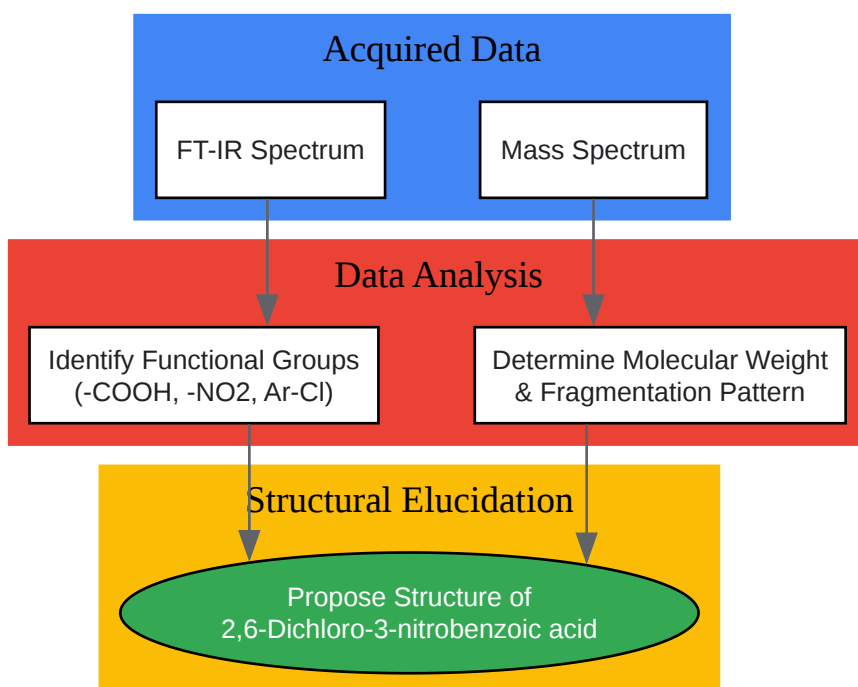 Acquired Data
FT-IR Spectrum
Mass Spectrum
Data Analysis
Identify Functional Groups
(-COOH, -NO2, Ar-Cl)
Determine Molecular Weight
& Fragmentation Pattern
Structural Elucidation
Propose Structure of
2,6-Dichloro-3-nitrobenzoic acid